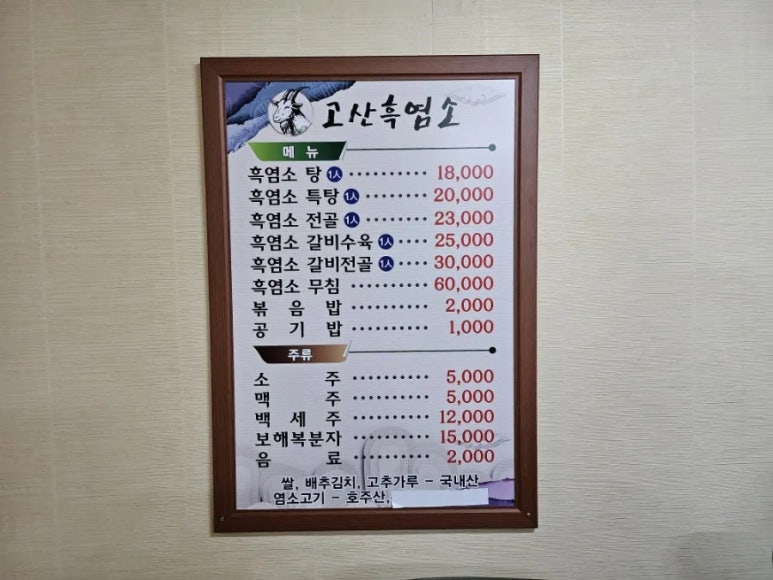 고산흑염소
메 뉴
흑염소 탕 1人 ·········· 18,000
흑염소 특탕 1人 ········ 20,000
흑염소 전골 1人 ········ 23,000
흑염소 갈비수육 1人 ···· 25,000
흑염소 갈비전골 1人 ···· 30,000
흑염소 무침 ·········· 60,000
볶 음 밥 ·········· 2,000
공 기 밥 ·········· 1,000
주류
소 주 ·········· 5,000
맥 주 ·········· 5,000
백 세 주 ·········· 12,000
보해복분자 ·········· 15,000
음 료 ·········· 2,000
쌀, 배추김치, 고추가루 - 국내산
염소고기 - 호주산,